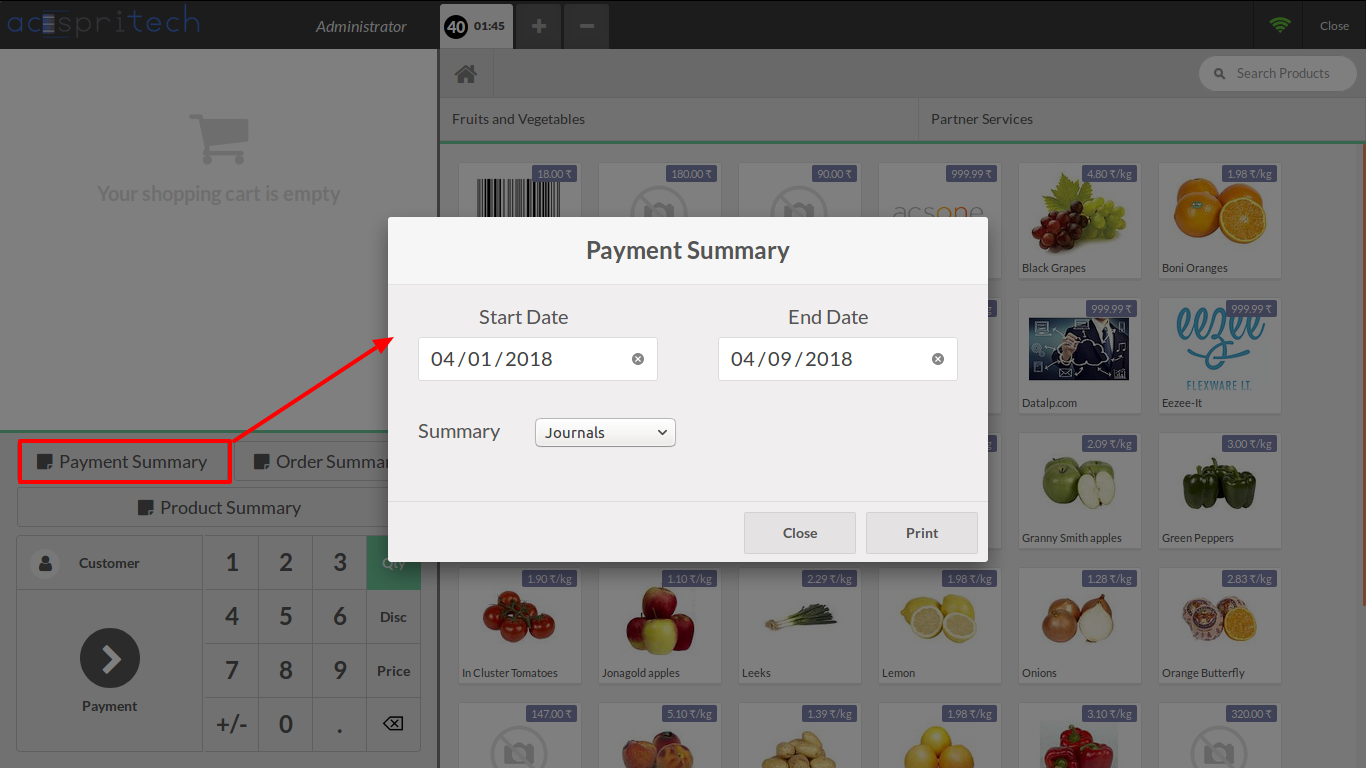 acespritech
Administrator
40 01:45
Close
Search Products
Fruits and Vegetables
Partner Services
Your shopping cart is empty
18.00 ₹
180.00 ₹
90.00 ₹
999.99 ₹
4.80 ₹/kg
1.98 ₹/kg
acsone
Black Grapes
Boni Oranges
Payment Summary
Start Date
End Date
04/01/2018
04/09/2018
Summary
Journals
Close
Print
999.99 ₹
999.99 ₹
eezee
FLEXWARE I.T.
Datalp.com
Eezee-It
2.09 ₹/kg
3.00 ₹/kg
Granny Smith apples
Green Peppers
Payment Summary
Order Summar
Product Summary
Customer
1
2
3
Qty
4
5
6
Disc
7
8
9
Price
+/-
0
.
Payment
1.90 ₹/kg
1.10 ₹/kg
2.29 ₹/kg
1.98 ₹/kg
1.28 ₹/kg
2.83 ₹/kg
In Cluster Tomatoes
Jonagold apples
Leeks
Lemon
Onions
Orange Butterfly
147.00 ₹
5.10 ₹/kg
1.39 ₹/kg
1.98 ₹/kg
3.10 ₹/kg
320.00 ₹